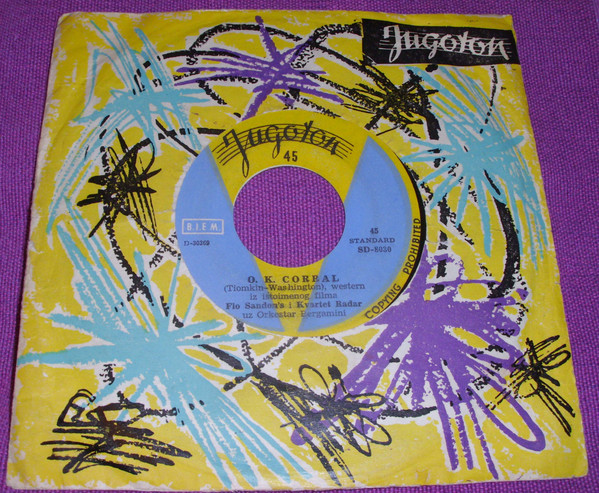 Jugoton
Jugoton
45
B.I.E.M.
45
STANDARD
SD-8030
O. K. CORRAL
(Tiomkin-Washington), western
iz istoimenog filma
Flo Sandon's i Kvartet Radar
uz Orkestar Bergamini
COPYING PROHIBITED